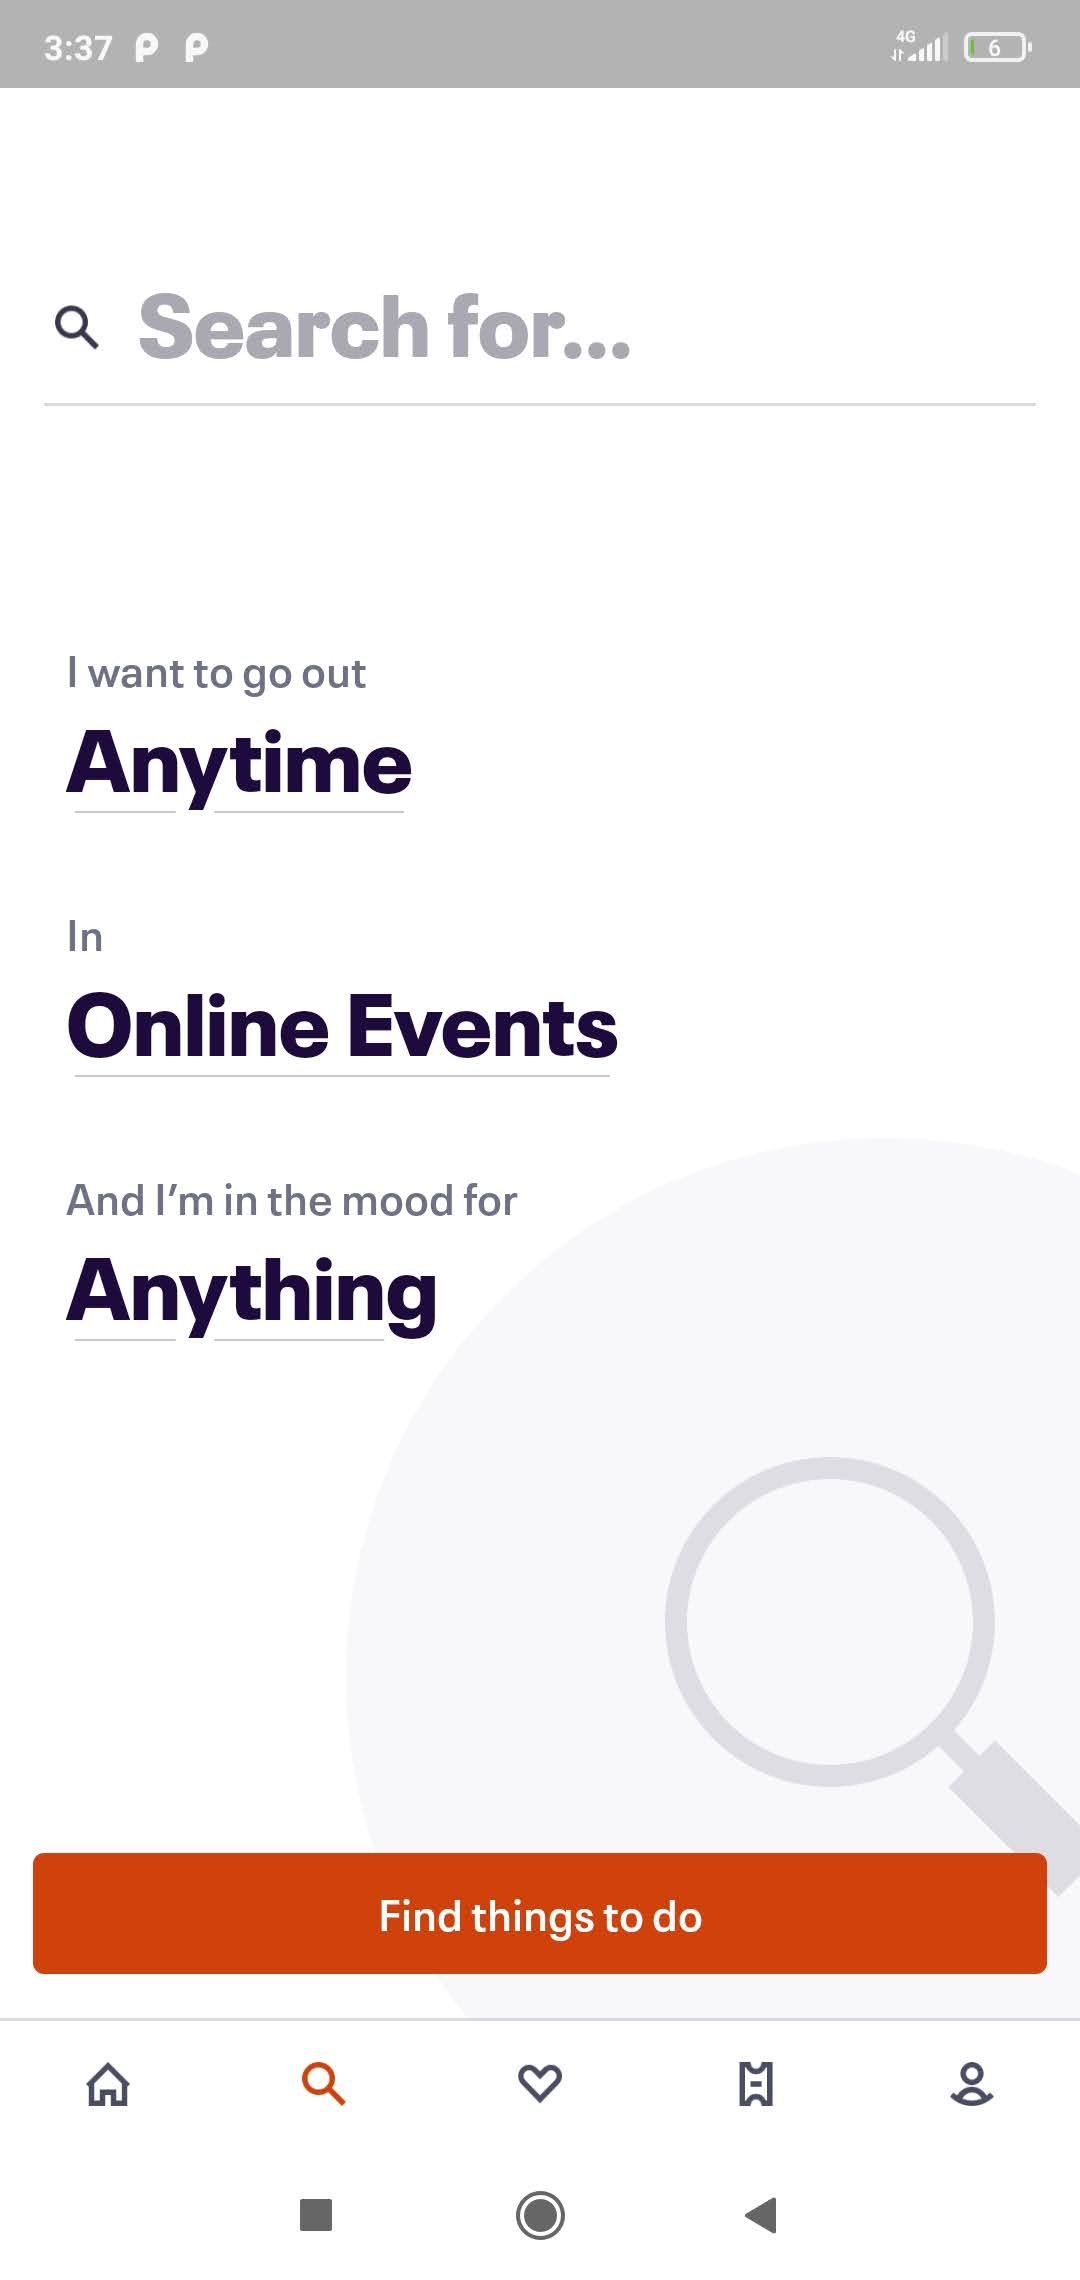 3:37
4G
6
Search for...
I want to go out
Anytime
In
Online Events
And I’m in the mood for
Anything
Find things to do